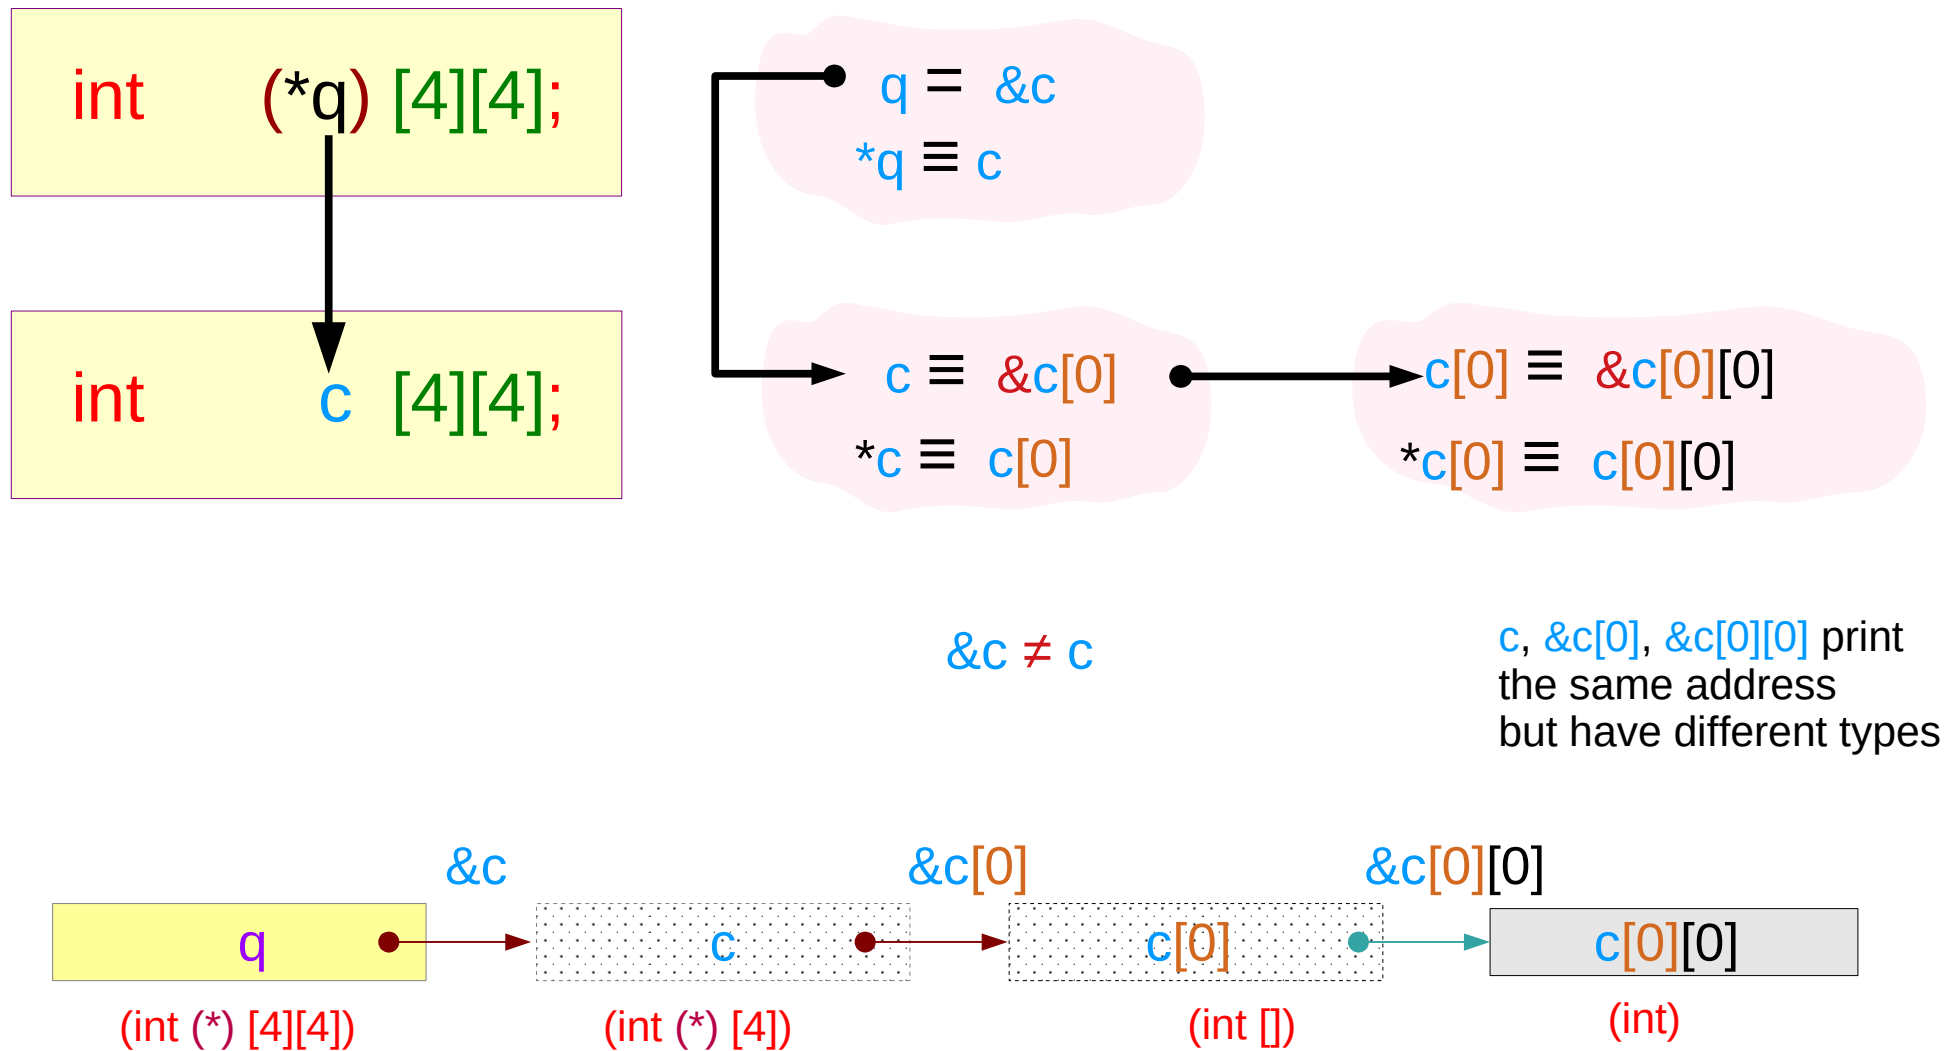 int (*q) [4][4];
q = &c
*q ≡ c
int c [4][4];
c ≡ &c[0]
*c ≡ c[0]
c[0] ≡ &c[0][0]
*c[0] ≡ c[0][0]
&c ≠ c
c, &c[0], &c[0][0] print
the same address
but have different types
&c &c[0] &c[0][0]
q c c[0] c[0][0]
(int (*) [4][4]) (int (*) [4]) (int []) (int)